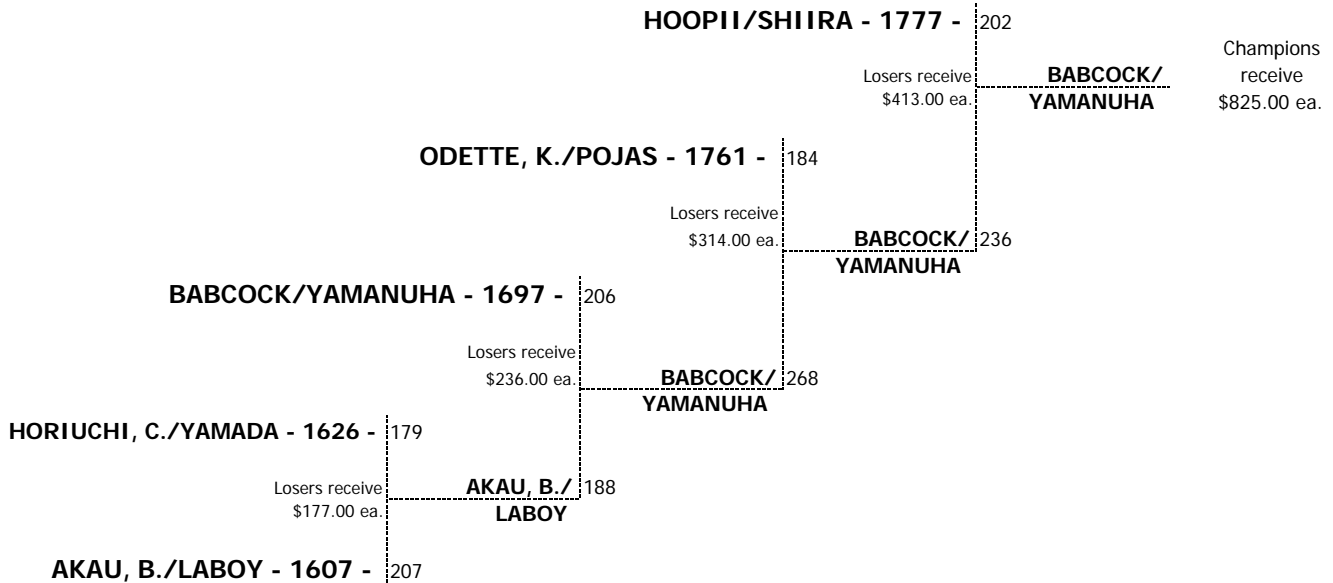 HOOPII/SHIIRA - 1777 - 202
Champions
receive
$825.00 ea.
Losers receive
$413.00 ea.
BABCOCK/
YAMANUHA
ODETTE, K./POJAS - 1761 - 184
Losers receive
$314.00 ea.
BABCOCK/ 236
YAMANUHA
BABCOCK/YAMANUHA - 1697 - 206
Losers receive
$236.00 ea.
BABCOCK/ 268
YAMANUHA
HORIUCHI, C./YAMADA - 1626 - 179
Losers receive
$177.00 ea.
AKAU, B./ 188
LABOY
AKAU, B./LABOY - 1607 - 207